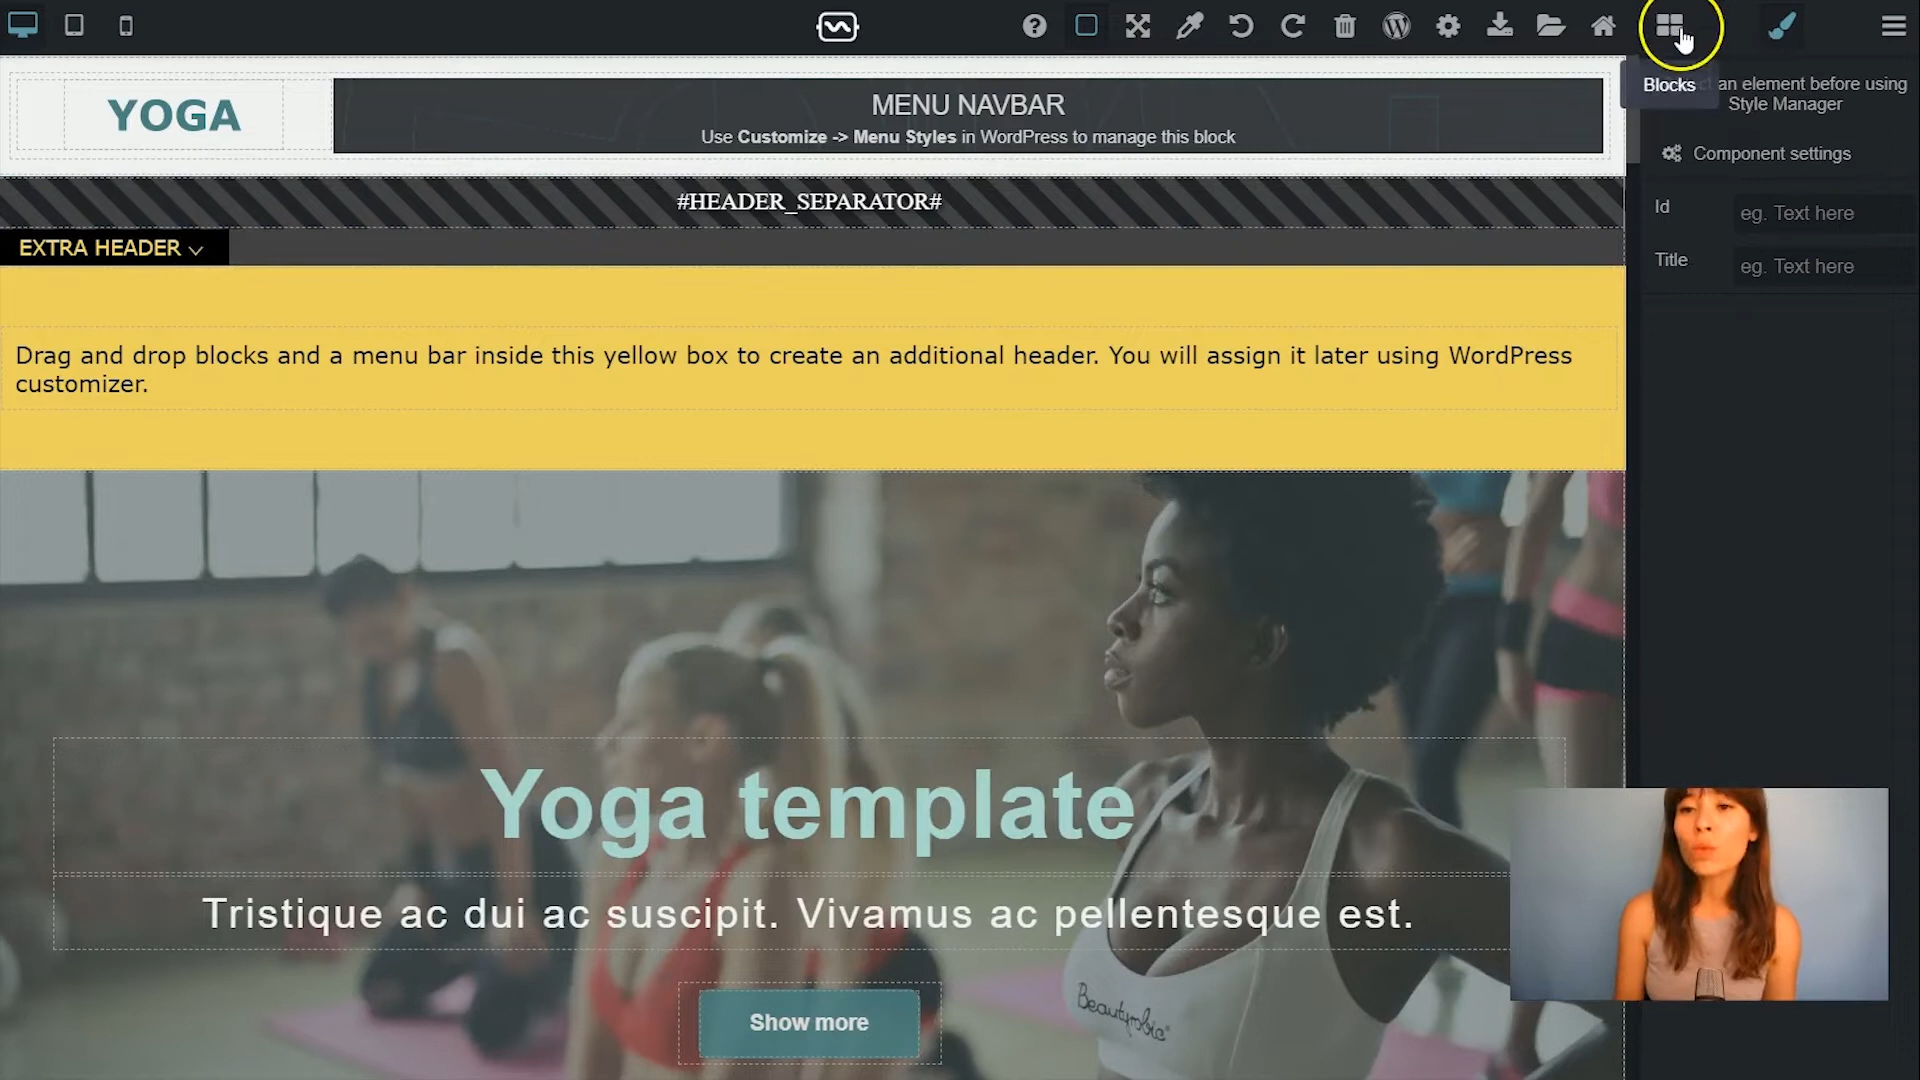 YOGA
MENU NAVBAR
Use Customize -> Menu Styles in WordPress to manage this block
Blocks
an element before using
Style Manager
Component settings
Id
eg. Text here
Title
eg. Text here
#HEADER_SEPARATOR#
EXTRA HEADER
Drag and drop blocks and a menu bar inside this yellow box to create an additional header. You will assign it later using WordPress
customizer.
Yoga template
Tristique ac dui ac suscipit. Vivamus ac pellentesque est.
Beautyrobic
Show more